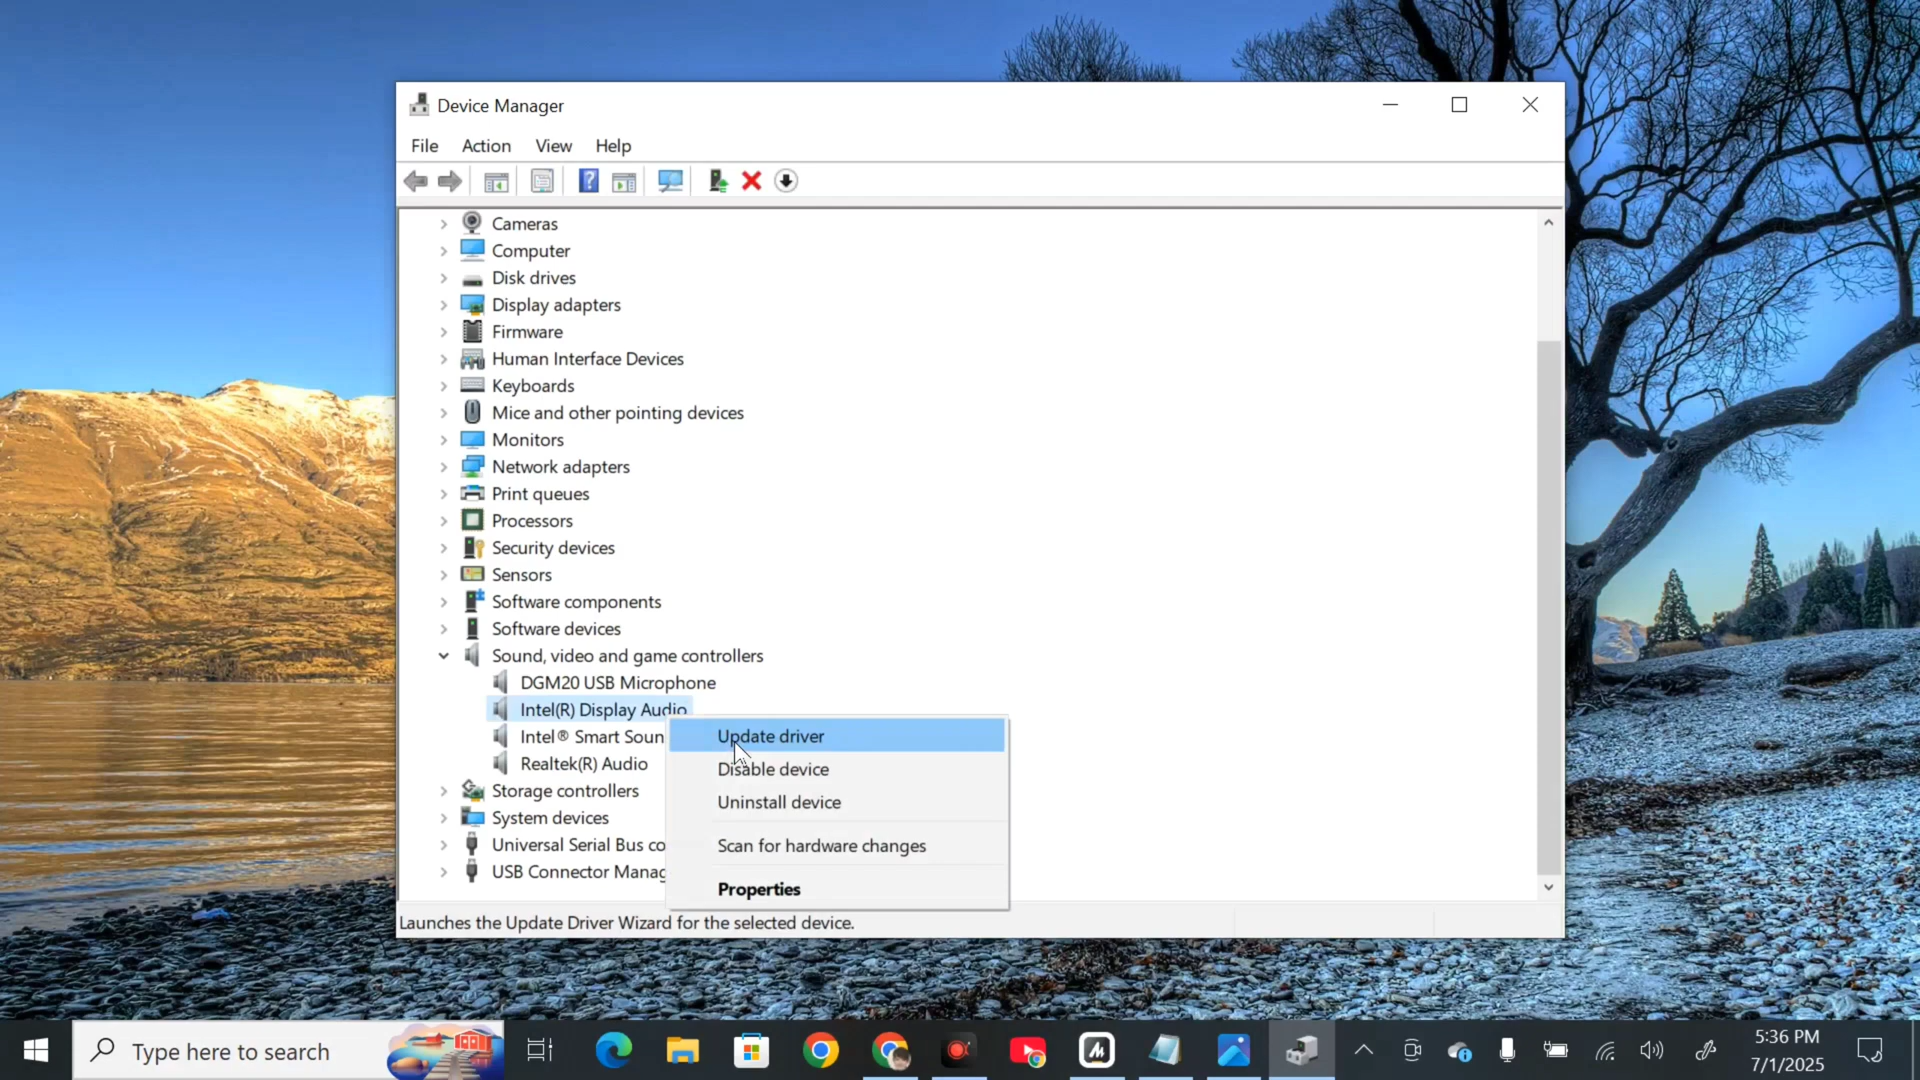 Device Manager
File Action View Help
Cameras
Computer
Disk drives
Display adapters
Firmware
Human Interface Devices
Keyboards
Mice and other pointing devices
Monitors
Network adapters
Print queues
Processors
Security devices
Sensors
Software components
Software devices
Sound, video and game controllers
DGM20 USB Microphone
Intel(R) Display Audio
Intel® Smart Soun
Realtek(R) Audio
Storage controllers
System devices
Universal Serial Bus co
USB Connector Manag
Update driver
Disable device
Uninstall device
Scan for hardware changes
Properties
Launches the Update Driver Wizard for the selected device.
Type here to search
5:36 PM
7/1/2025